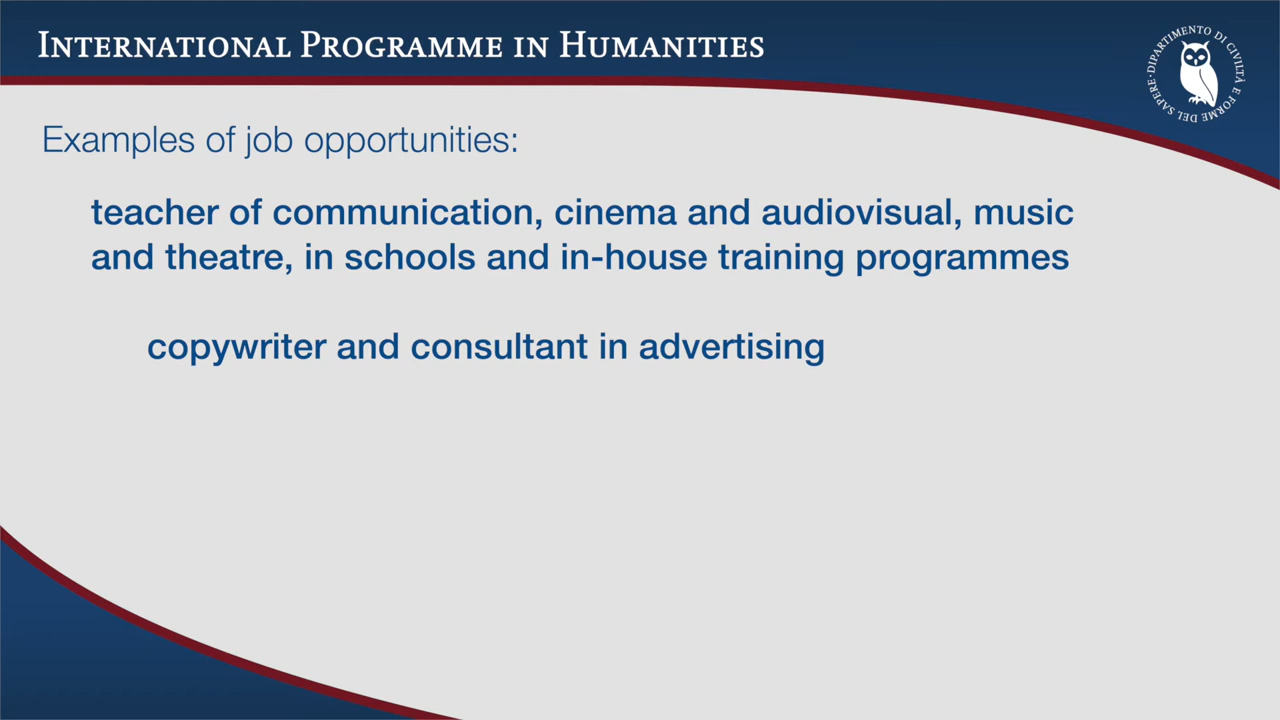 International Programme in Humanities
DIPARTIMENTO DI CIVILTÀ E FORME DEL SAPERE
Examples of job opportunities:
teacher of communication, cinema and audiovisual, music
and theatre, in schools and in-house training programmes
copywriter and consultant in advertising